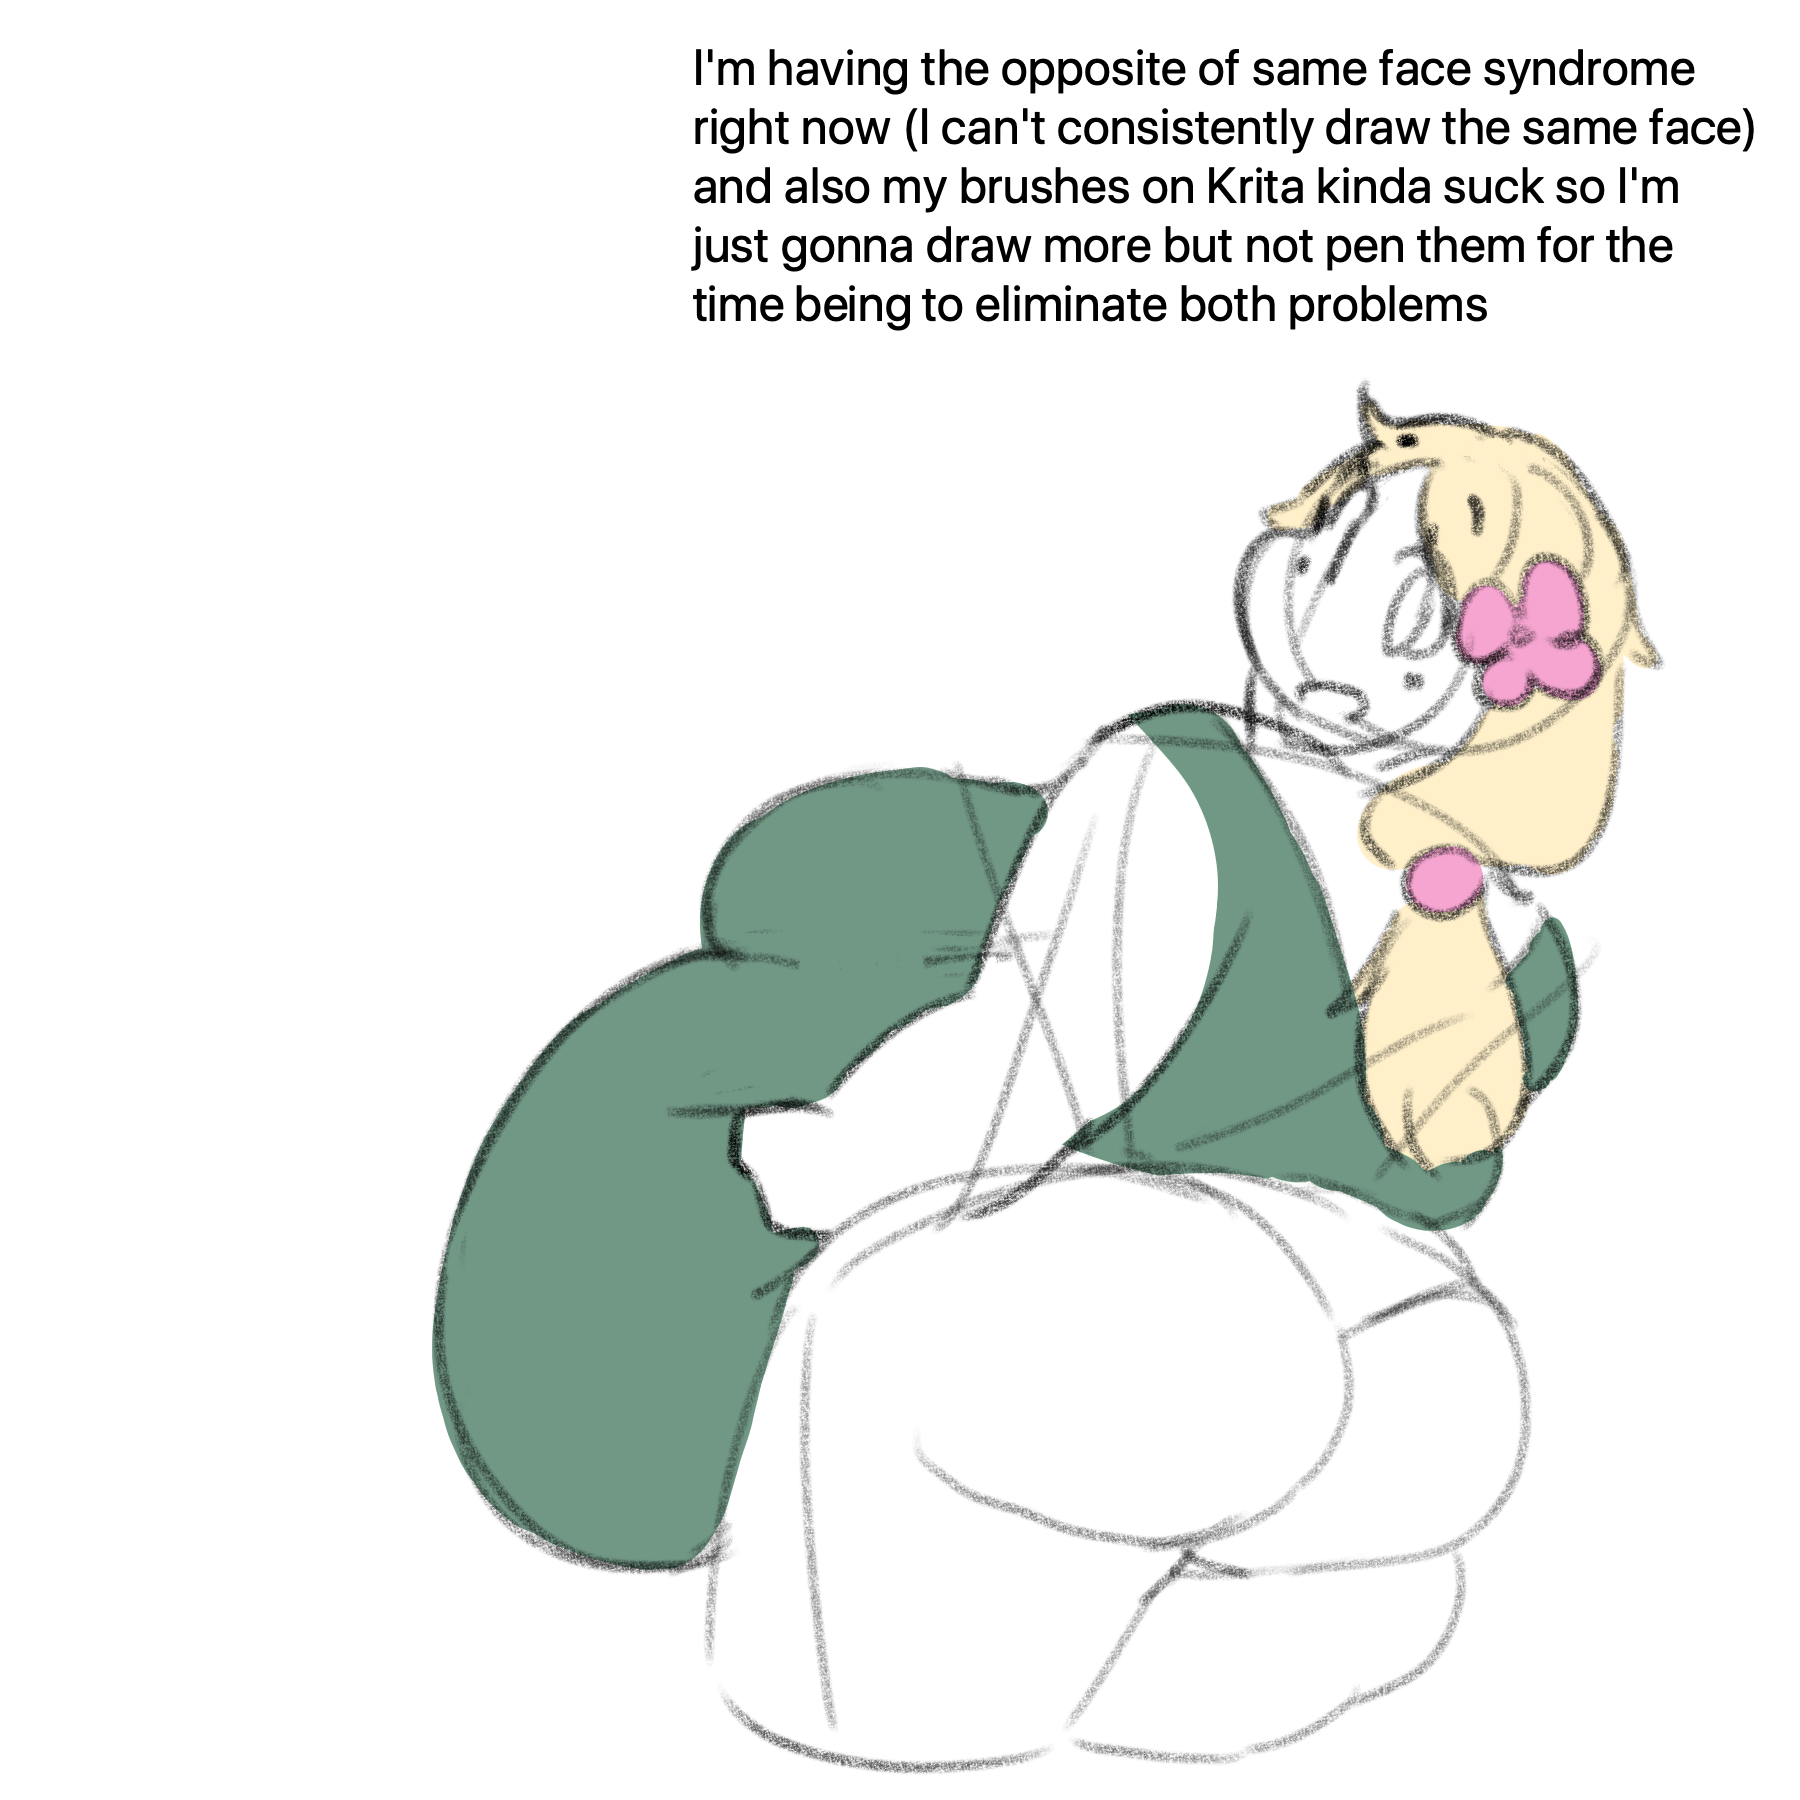 I'm having the opposite of same face syndrome
right now (I can't consistently draw the same face)
and also my brushes on Krita kinda suck so I'm
just gonna draw more but not pen them for the
time being to eliminate both problems